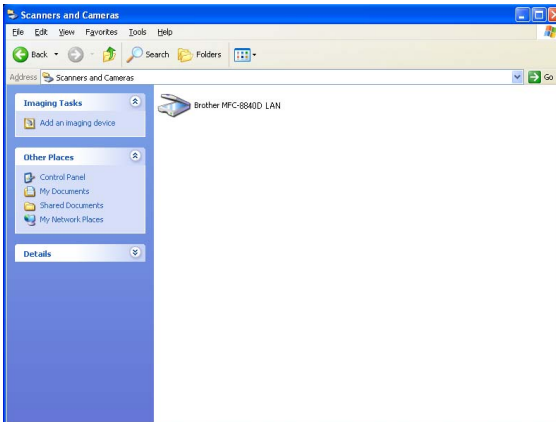 Scanners and Cameras
File Edit View Favorites Tools Help
Back Search Folders
Address Scanners and Cameras Go
Imaging Tasks
Add an imaging device
Brother MFC-8840D LAN
Other Places
Control Panel
My Documents
Shared Documents
My Network Places
Details